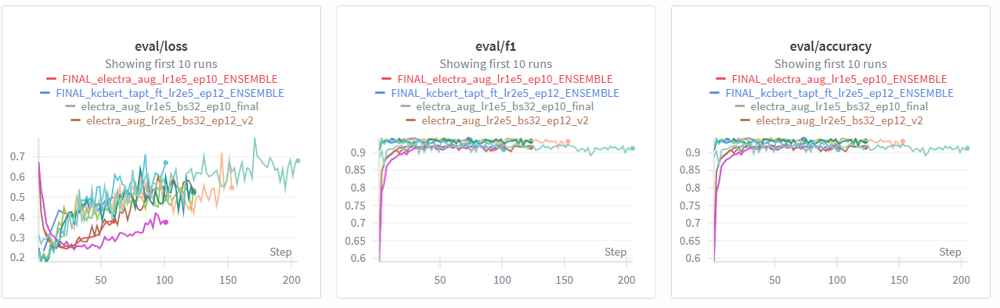 eval/loss
Showing first 10 runs
FINAL_electra_aug_lr1e5_ep10_ENSEMBLE
FINAL_kcbert_tapt_ft_lr2e5_ep12_ENSEMBLE
electra_aug_lr1e5_bs32_ep10_final
electra_aug_lr2e5_bs32_ep12_v2
0.7
0.6
0.5
0.4
0.3
0.2
Step
50 100 150 200
eval/f1
Showing first 10 runs
FINAL_electra_aug_lr1e5_ep10_ENSEMBLE
FINAL_kcbert_tapt_ft_lr2e5_ep12_ENSEMBLE
electra_aug_lr1e5_bs32_ep10_final
electra_aug_lr2e5_bs32_ep12_v2
0.9
0.85
0.8
0.75
0.7
0.65
0.6
Step
50 100 150 200
eval/accuracy
Showing first 10 runs
FINAL_electra_aug_lr1e5_ep10_ENSEMBLE
FINAL_kcbert_tapt_ft_lr2e5_ep12_ENSEMBLE
electra_aug_lr1e5_bs32_ep10_final
electra_aug_lr2e5_bs32_ep12_v2
0.9
0.85
0.8
0.75
0.7
0.65
0.6
Step
50 100 150 200